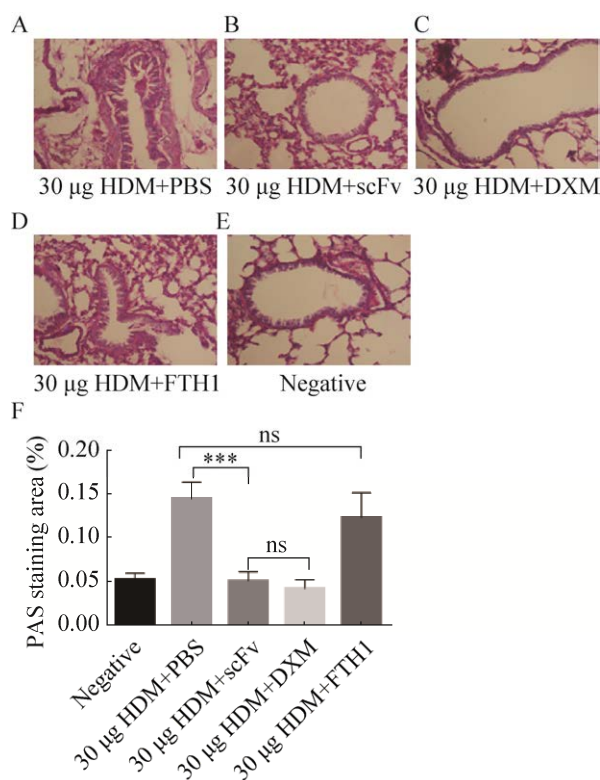 A B C
30 μg HDM+PBS 30 μg HDM+scFv 30 μg HDM+DXM
D E
30 μg HDM+FTH1 Negative
F
ns
***
ns
PAS staining area (%)
0.20
0.15
0.10
0.05
0.00
Negative
30 μg HDM+PBS
30 μg HDM+scFv
30 μg HDM+DXM
30 μg HDM+FTH1